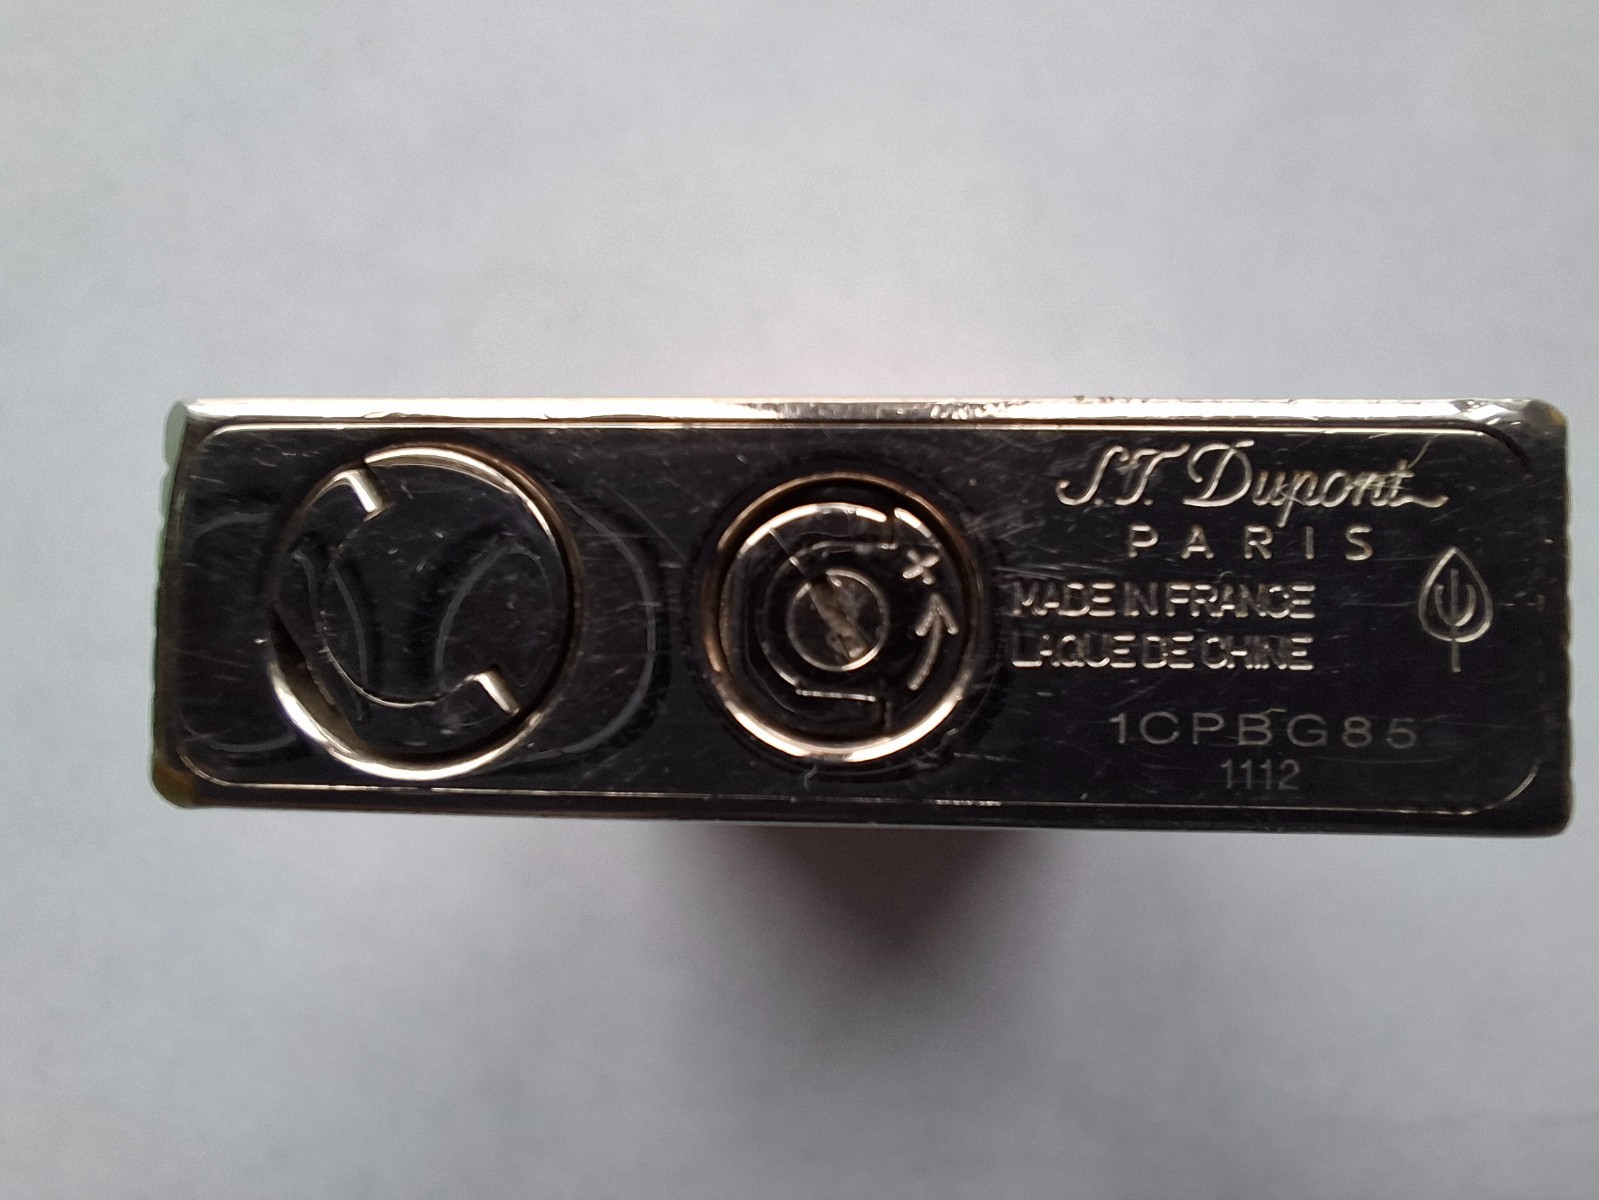 S.T. Dupont
PARIS
MADE IN FRANCE
LAQUE DE CHINE
1CPBG85
1112